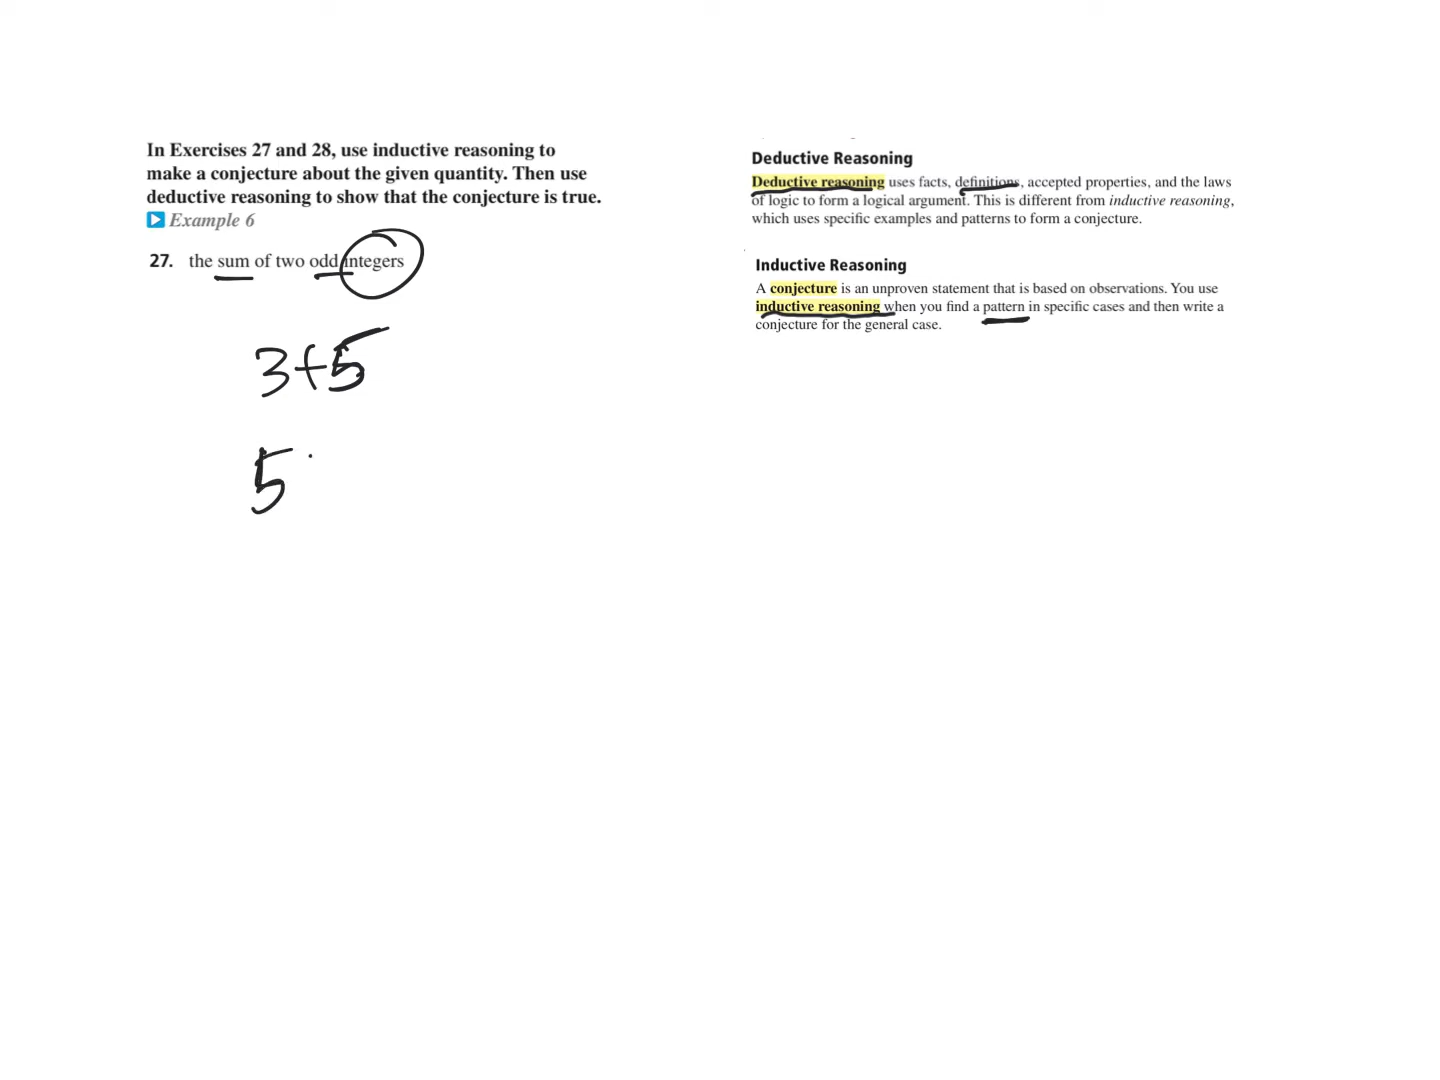 In Exercises 27 and 28, use inductive reasoning to
make a conjecture about the given quantity. Then use
deductive reasoning to show that the conjecture is true.
Example 6
27. the sum of two odd integers
3+5
5
Deductive Reasoning
Deductive reasoning uses facts, definitions, accepted properties, and the laws
of logic to form a logical argument. This is different from inductive reasoning,
which uses specific examples and patterns to form a conjecture.
Inductive Reasoning
A conjecture is an unproven statement that is based on observations. You use
inductive reasoning when you find a pattern in specific cases and then write a
conjecture for the general case.